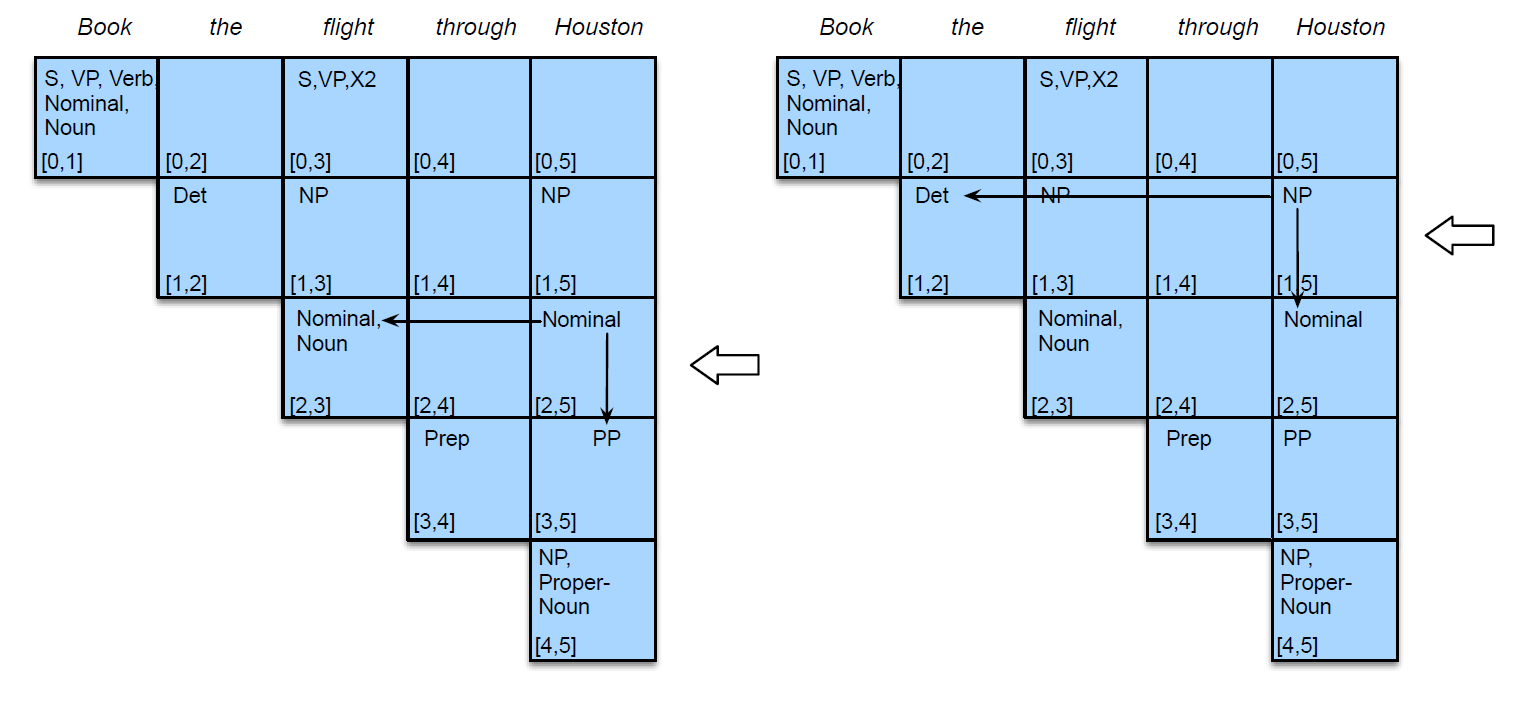 Book the flight through Houston
S, VP, Verb,
Nominal,
Noun
[0,1]
[0,2]
S,VP,X2
[0,3]
[0,4]
[0,5]
Det
[1,2]
NP
[1,3]
[1,4]
NP
[1,5]
Nominal,
Noun
[2,3]
[2,4]
Nominal
[2,5]
Prep
[3,4]
PP
[3,5]
NP,
Proper-
Noun
[4,5]
Book the flight through Houston
S, VP, Verb,
Nominal,
Noun
[0,1]
[0,2]
S,VP,X2
[0,3]
[0,4]
[0,5]
Det
[1,2]
NP
[1,3]
[1,4]
NP
[1,5]
Nominal,
Noun
[2,3]
[2,4]
Nominal
[2,5]
Prep
[3,4]
PP
[3,5]
NP,
Proper-
Noun
[4,5]